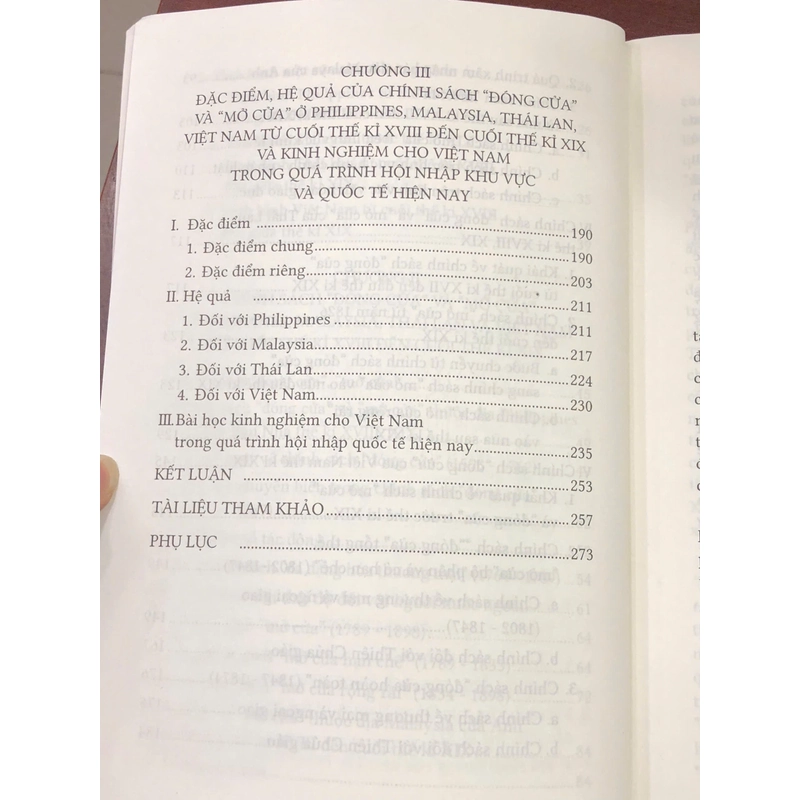 CHƯƠNG III
ĐẶC ĐIỂM, HỆ QUẢ CỦA CHÍNH SÁCH "ĐÓNG CỬA"
VÀ "MỞ CỬA" Ở PHILIPPINES, MALAYSIA, THÁI LAN,
VIỆT NAM TỪ CUỐI THẾ KỈ XVIII ĐẾN CUỐI THẾ KỈ XIX
VÀ KINH NGHIỆM CHO VIỆT NAM
TRONG QUÁ TRÌNH HỘI NHẬP KHU VỰC
VÀ QUỐC TẾ HIỆN NAY
I. Đặc điểm ........ 190
1. Đặc điểm chung ........ 190
2. Đặc điểm riêng ........ 203
II. Hệ quả ........ 211
1. Đối với Philippines ........ 211
2. Đối với Malaysia ........ 217
3. Đối với Thái Lan ........ 224
4. Đối với Việt Nam ........ 230
III. Bài học kinh nghiệm cho Việt Nam
trong quá trình hội nhập quốc tế hiện nay ........ 235
KẾT LUẬN ........ 253
TÀI LIỆU THAM KHẢO ........ 257
PHỤ LỤC ........ 273